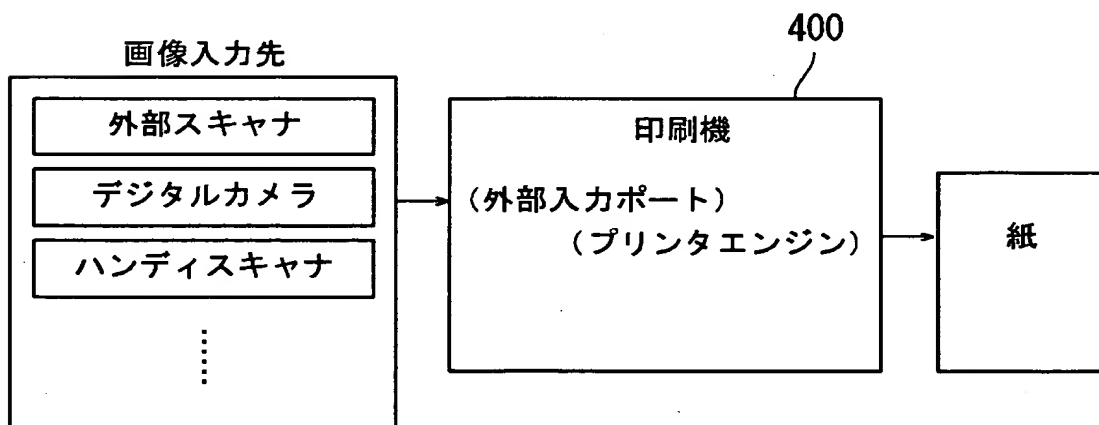 画像入力先
外部スキャナ
デジタルカメラ
ハンディスキャナ
400
印刷機
(外部入力ポート)
(プリンタエンジン)
紙